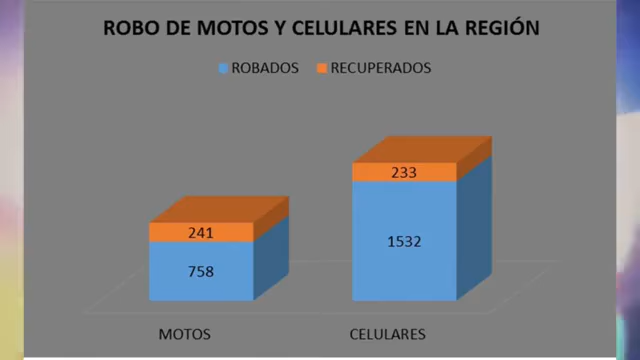 ROBO DE MOTOS Y CELULARES EN LA REGIÓN
ROBADOS RECUPERADOS
233
241
1532
758
MOTOS CELULARES